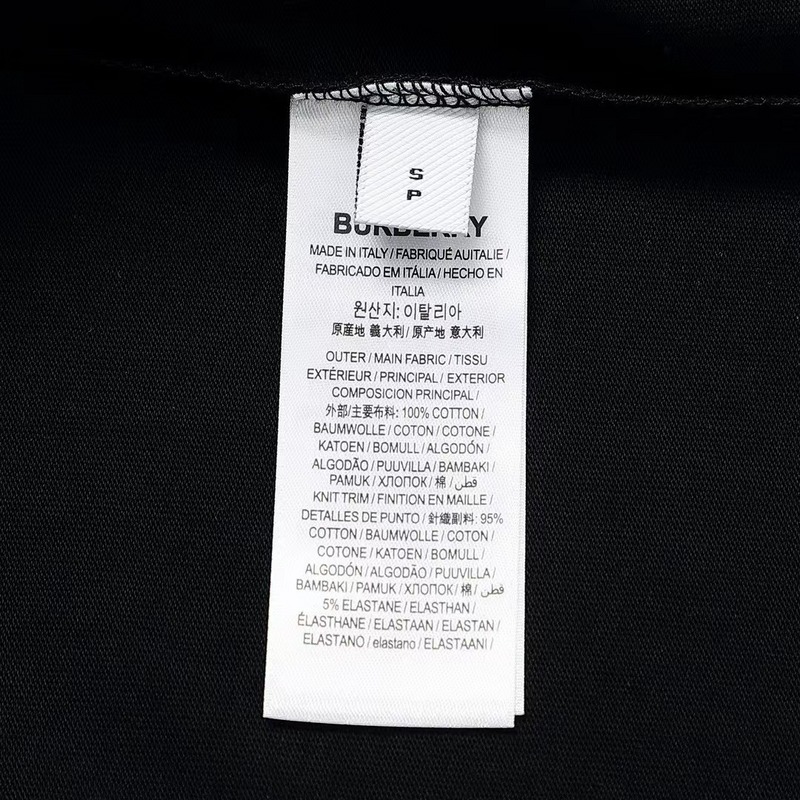 S
P
BURBERRY
MADE IN ITALY / FABRIQUÉ AUITALIE /
FABRICADO EM ITÁLIA / HECHO EN
ITALIA
원산지: 이탈리아
原産地 義大利 / 原产地 意大利
OUTER / MAIN FABRIC / TISSU
EXTÉRIEUR / PRINCIPAL / EXTERIOR
COMPOSICION PRINCIPAL /
外部/主要布料: 100% COTTON /
BAUMWOLLE / COTON / COTONE /
KATOEN / BOMULL / ALGODÓN /
ALGODÃO / PUUVILLA / BAMBAKI /
PAMUK / ХЛОПОК / 棉 / قطن
KNIT TRIM / FINITION EN MAILLE /
DETALLES DE PUNTO / 針織副料: 95%
COTTON / BAUMWOLLE / COTON /
COTONE / KATOEN / BOMULL /
ALGODÓN / ALGODÃO / PUUVILLA /
BAMBAKI / PAMUK / ХЛОПОК / 棉 / قطن
5% ELASTANE / ELASTHAN /
ÉLASTHANE / ELASTAAN / ELASTAN /
ELASTANO / elastano / ELASTAANI /